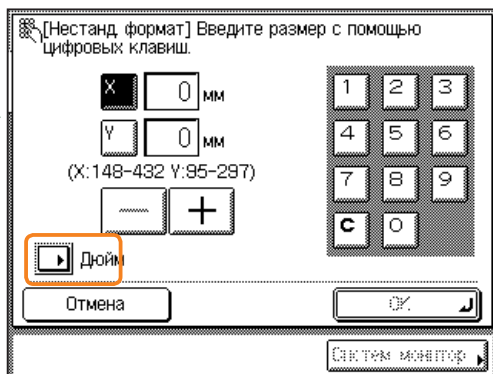 [Нестанд. формат] Введите размер с помощью
цифровых клавиш.
X 0 мм
Y 0 мм
(X:148-432 Y:95-297)
— +
Дюйм
1 2 3
4 5 6
7 8 9
C 0
Отмена
OK
Систем монитор